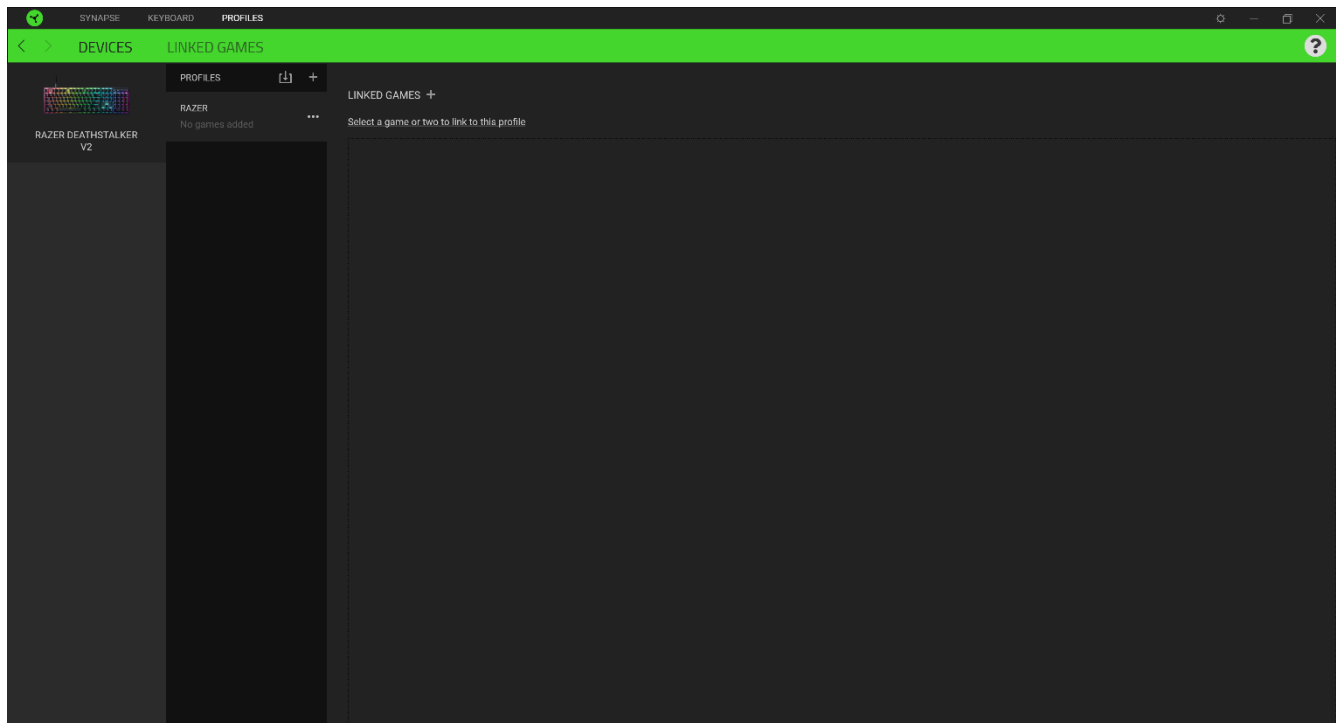 SYNAPSE KEYBOARD PROFILES
DEVICES LINKED GAMES ?
RAZER DEATHSTALKER
V2
PROFILES
RAZER
No games added
LINKED GAMES +
Select a game or two to link to this profile